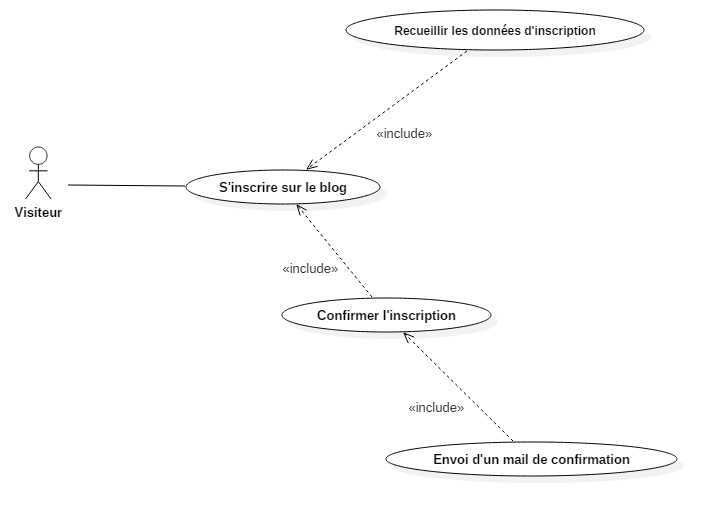 Recueillir les données d'inscription
«include»
S'inscrire sur le blog
Visiteur
«include»
Confirmer l'inscription
«include»
Envoi d'un mail de confirmation